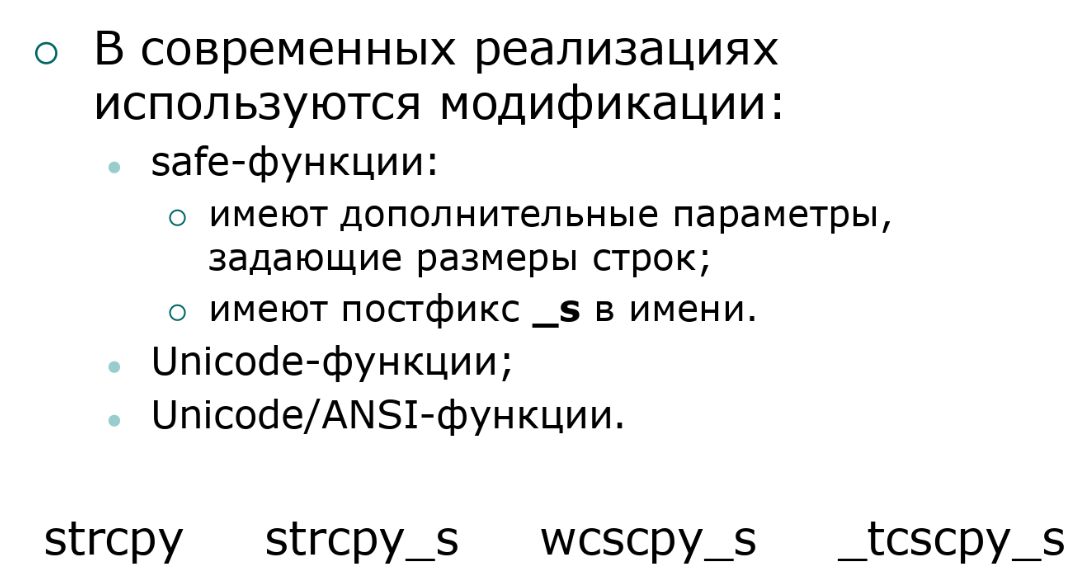 В современных реализациях
используются модификации:
safe-функции:
имеют дополнительные параметры,
задающие размеры строк;
имеют постфикс _s в имени.
Unicode-функции;
Unicode/ANSI-функции.
strcpy strcpy_s wcscpy_s _tcscpy_s